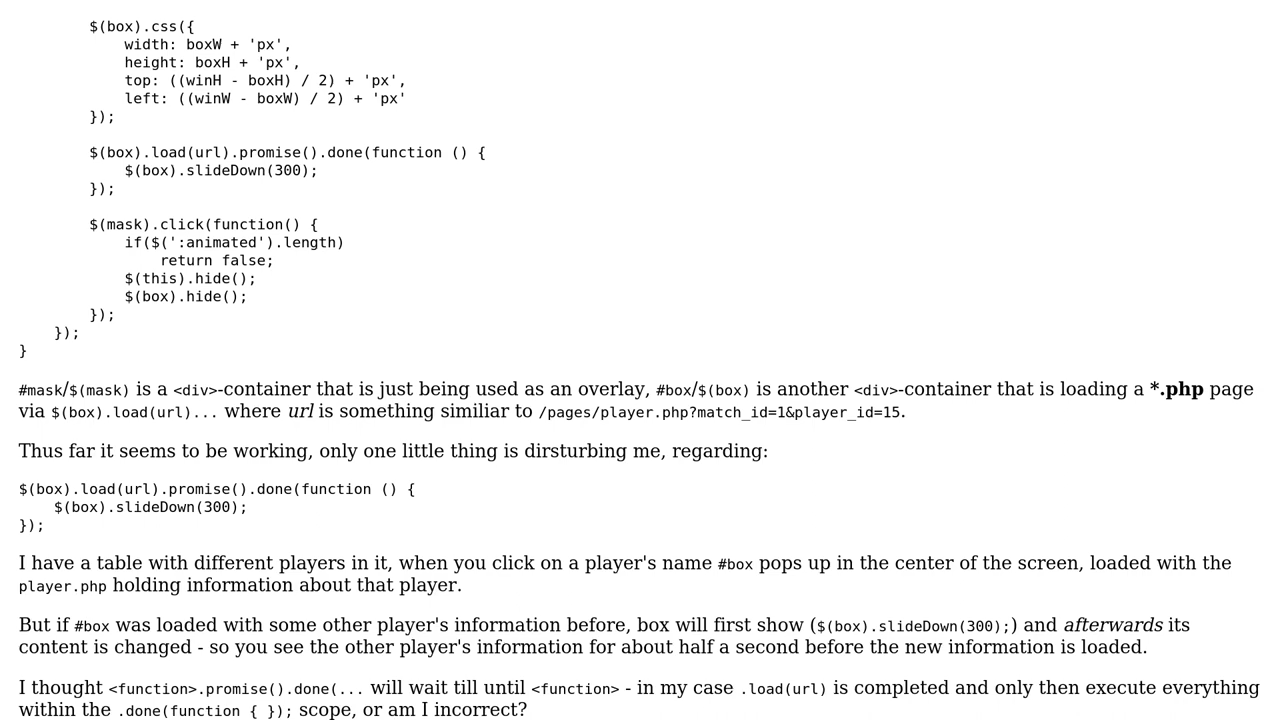 $(box).css({
width: boxW + 'px',
height: boxH + 'px',
top: ((winH - boxH) / 2) + 'px',
left: ((winW - boxW) / 2) + 'px'
});
$(box).load(url).promise().done(function () {
$(box).slideDown(300);
});
$(mask).click(function() {
if($(':animated').length)
return false;
$(this).hide();
$(box).hide();
});
});
}
#mask/$(mask) is a <div>-container that is just being used as an overlay, #box/$(box) is another <div>-container that is loading a *.php page
via $(box).load(url)... where url is something similiar to /pages/player.php?match_id=1&player_id=15.
Thus far it seems to be working, only one little thing is dirsturbing me, regarding:
$(box).load(url).promise().done(function () {
$(box).slideDown(300);
});
I have a table with different players in it, when you click on a player's name #box pops up in the center of the screen, loaded with the
player.php holding information about that player.
But if #box was loaded with some other player's information before, box will first show ($(box).slideDown(300);) and afterwards its
content is changed - so you see the other player's information for about half a second before the new information is loaded.
I thought <function>.promise().done(... will wait till until <function> - in my case .load(url) is completed and only then execute everything
within the .done(function { }); scope, or am I incorrect?